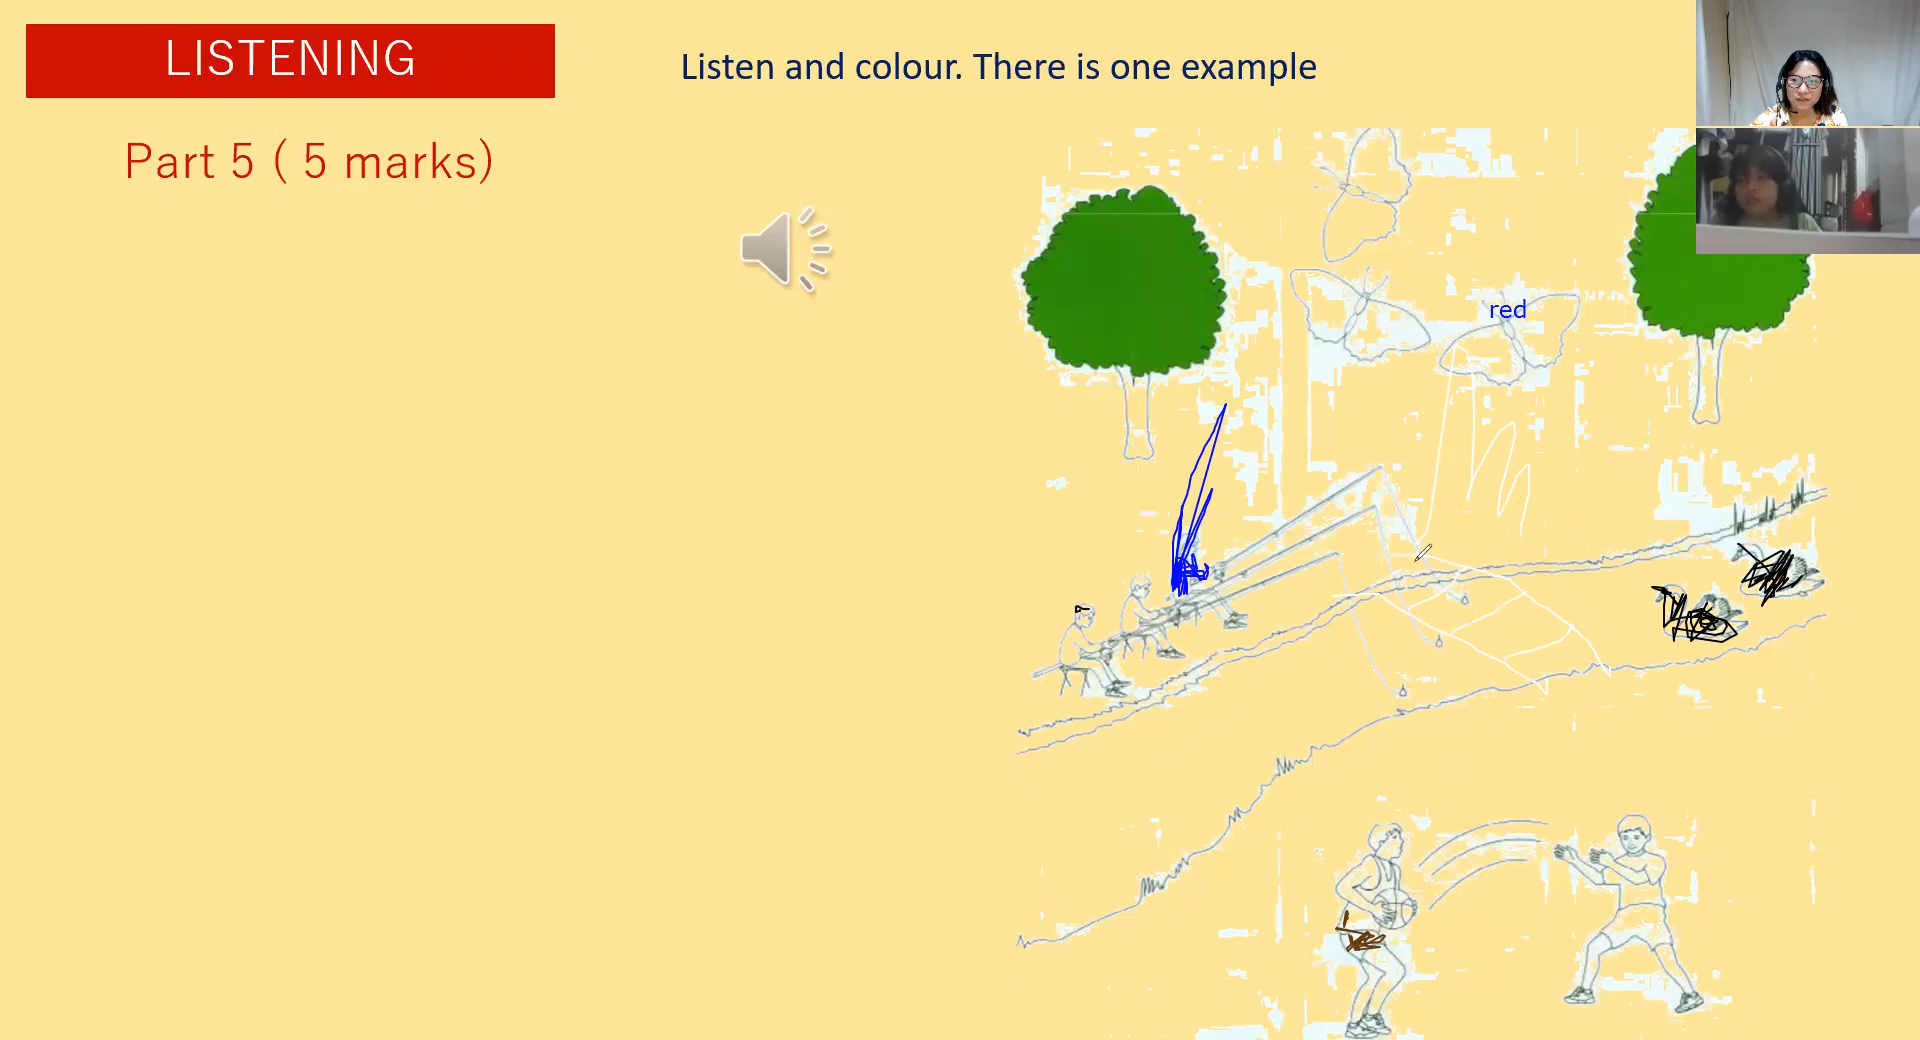 LISTENING
Listen and colour. There is one example
Part 5 ( 5 marks)
red